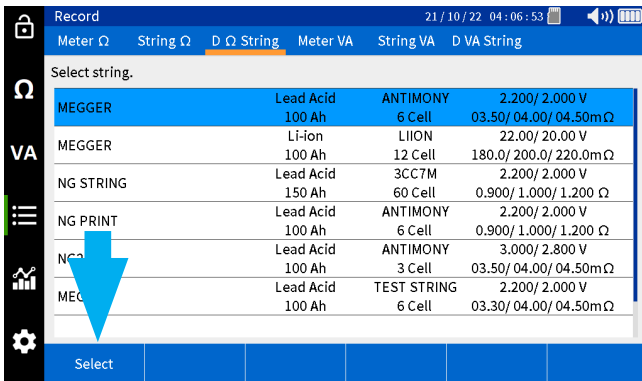 Record 21/10/22 04:06:53
Meter Ω String Ω D Ω String Meter VA String VA D VA String
Select string.
Ω
VA
MEGGER Lead Acid ANTIMONY 2.200/ 2.000 V
100 Ah 6 Cell 03.50/ 04.00/ 04.50mΩ
MEGGER Li-ion LIION 22.00/ 20.00 V
100 Ah 12 Cell 180.0/ 200.0/ 220.0mΩ
NG STRING Lead Acid 3CC7M 2.200/ 2.000 V
150 Ah 60 Cell 0.900/ 1.000/ 1.200 Ω
NG PRINT Lead Acid ANTIMONY 2.200/ 2.000 V
100 Ah 6 Cell 0.900/ 1.000/ 1.200 Ω
Lead Acid ANTIMONY 3.000/ 2.800 V
100 Ah 3 Cell 03.50/ 04.00/ 04.50mΩ
Lead Acid TEST STRING 2.200/ 2.000 V
100 Ah 6 Cell 03.30/ 04.00/ 04.50mΩ
Select